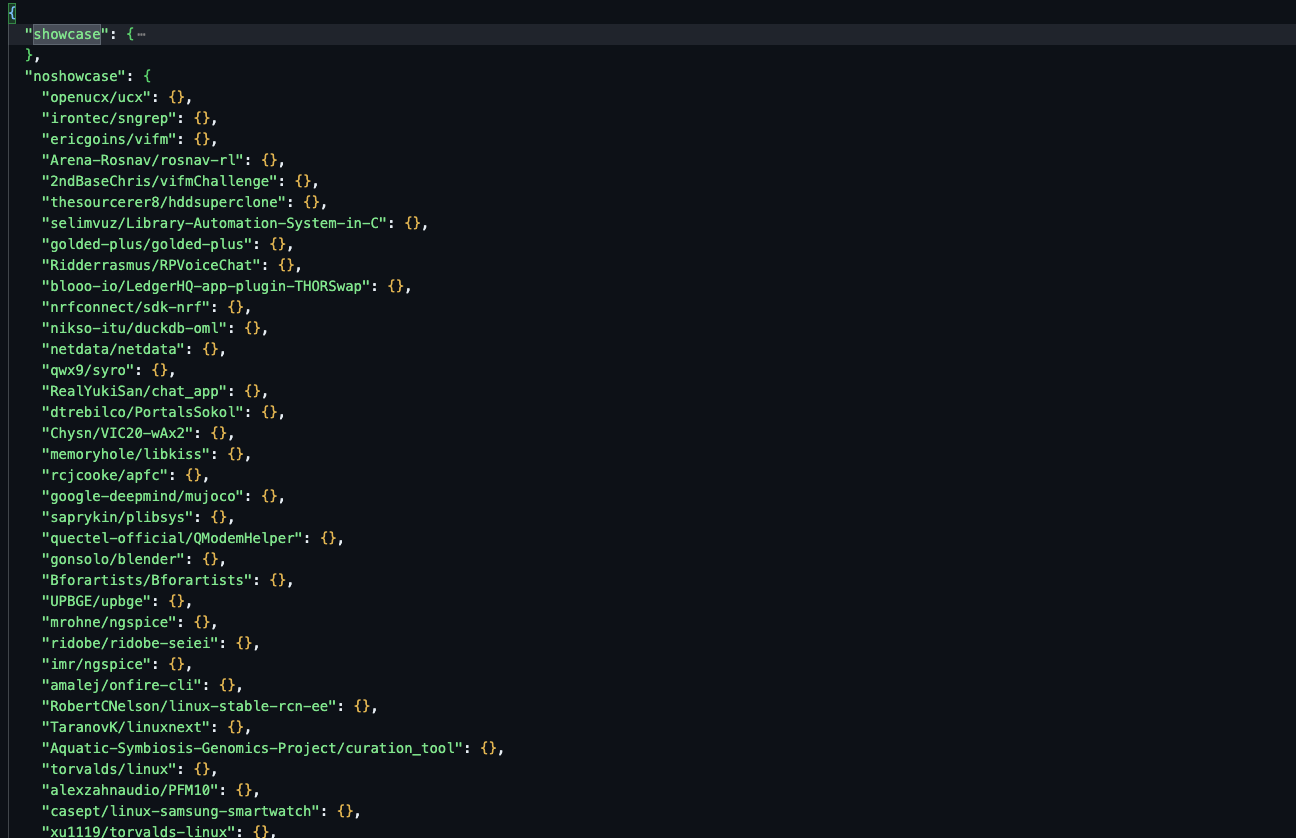 {
"showcase": {⋯
},
"noshowcase": {
"openucx/ucx": {},
"irontec/sngrep": {},
"ericgoins/vifm": {},
"Arena-Rosnav/rosnav-rl": {},
"2ndBaseChris/vifmChallenge": {},
"thesourcerer8/hddsuperclone": {},
"selimvuz/Library-Automation-System-in-C": {},
"golded-plus/golded-plus": {},
"Ridderrasmus/RPVoiceChat": {},
"blooo-io/LedgerHQ-app-plugin-THORSwap": {},
"nrfconnect/sdk-nrf": {},
"nikso-itu/duckdb-oml": {},
"netdata/netdata": {},
"qwx9/syro": {},
"RealYukiSan/chat_app": {},
"dtrebilco/PortalsSokol": {},
"Chysn/VIC20-wAx2": {},
"memoryhole/libkiss": {},
"rcjcooke/apfc": {},
"google-deepmind/mujoco": {},
"saprykin/plibsys": {},
"quectel-official/QModemHelper": {},
"gonsolo/blender": {},
"Bforartists/Bforartists": {},
"UPBGE/upbge": {},
"mrohne/ngspice": {},
"ridobe/ridobe-seiei": {},
"imr/ngspice": {},
"amalej/onfire-cli": {},
"RobertCNelson/linux-stable-rcn-ee": {},
"TaranovK/linuxnext": {},
"Aquatic-Symbiosis-Genomics-Project/curation_tool": {},
"torvalds/linux": {},
"alexzahnaudio/PFM10": {},
"casept/linux-samsung-smartwatch": {},
"xu1119/torvalds-linux": {},